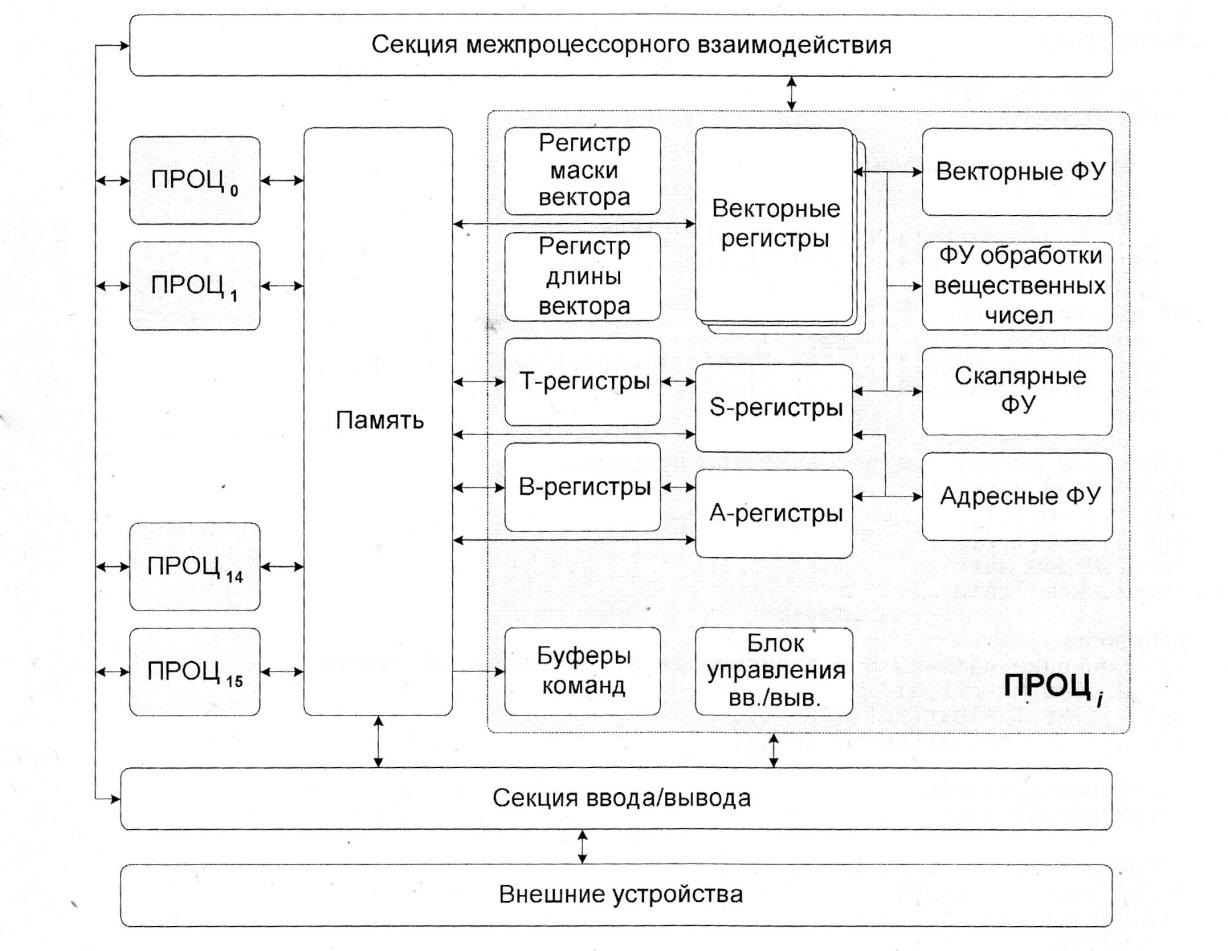 Секция межпроцессорного взаимодействия
ПРОЦ 0
ПРОЦ 1
ПРОЦ 14
ПРОЦ 15
Память
Регистр
маски
вектора
Регистр
длины
вектора
Т-регистры
В-регистры
Буферы
команд
Векторные
регистры
S-регистры
А-регистры
Блок
управления
вв./выв.
Векторные ФУ
ФУ обработки
вещественных
чисел
Скалярные
ФУ
Адресные ФУ
ПРОЦ i
Секция ввода/вывода
Внешние устройства